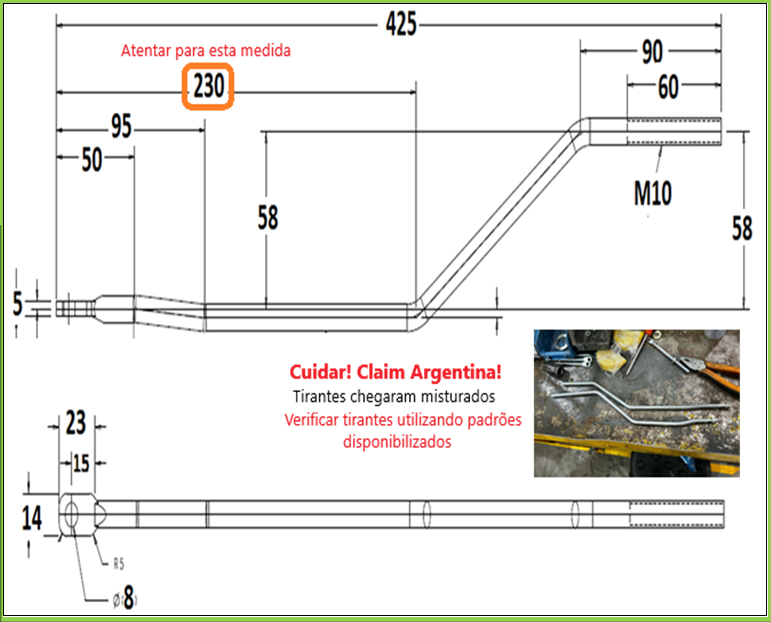 425
Atentar para esta medida
90
230
60
95
50
M10
58
58
5
Cuidar! Claim Argentina!
Tirantes chegaram misturados
Verificar tirantes utilizando padrões
disponibilizados
23
15
14
R5
Ø8